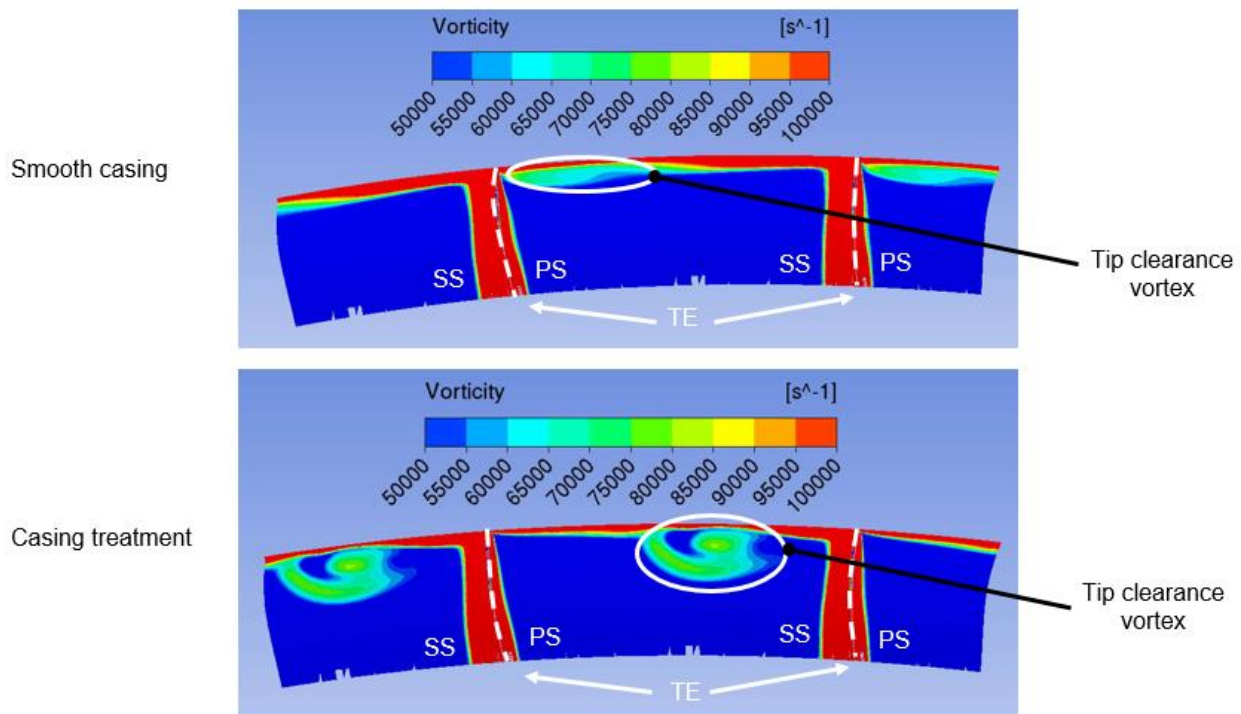 Vorticity [s^-1]
50000 55000 60000 65000 70000 75000 80000 85000 90000 95000 100000
Smooth casing
SS PS SS PS
Tip clearance
vortex
TE
Vorticity [s^-1]
50000 55000 60000 65000 70000 75000 80000 85000 90000 95000 100000
Casing treatment
Tip clearance
vortex
SS PS SS PS
TE